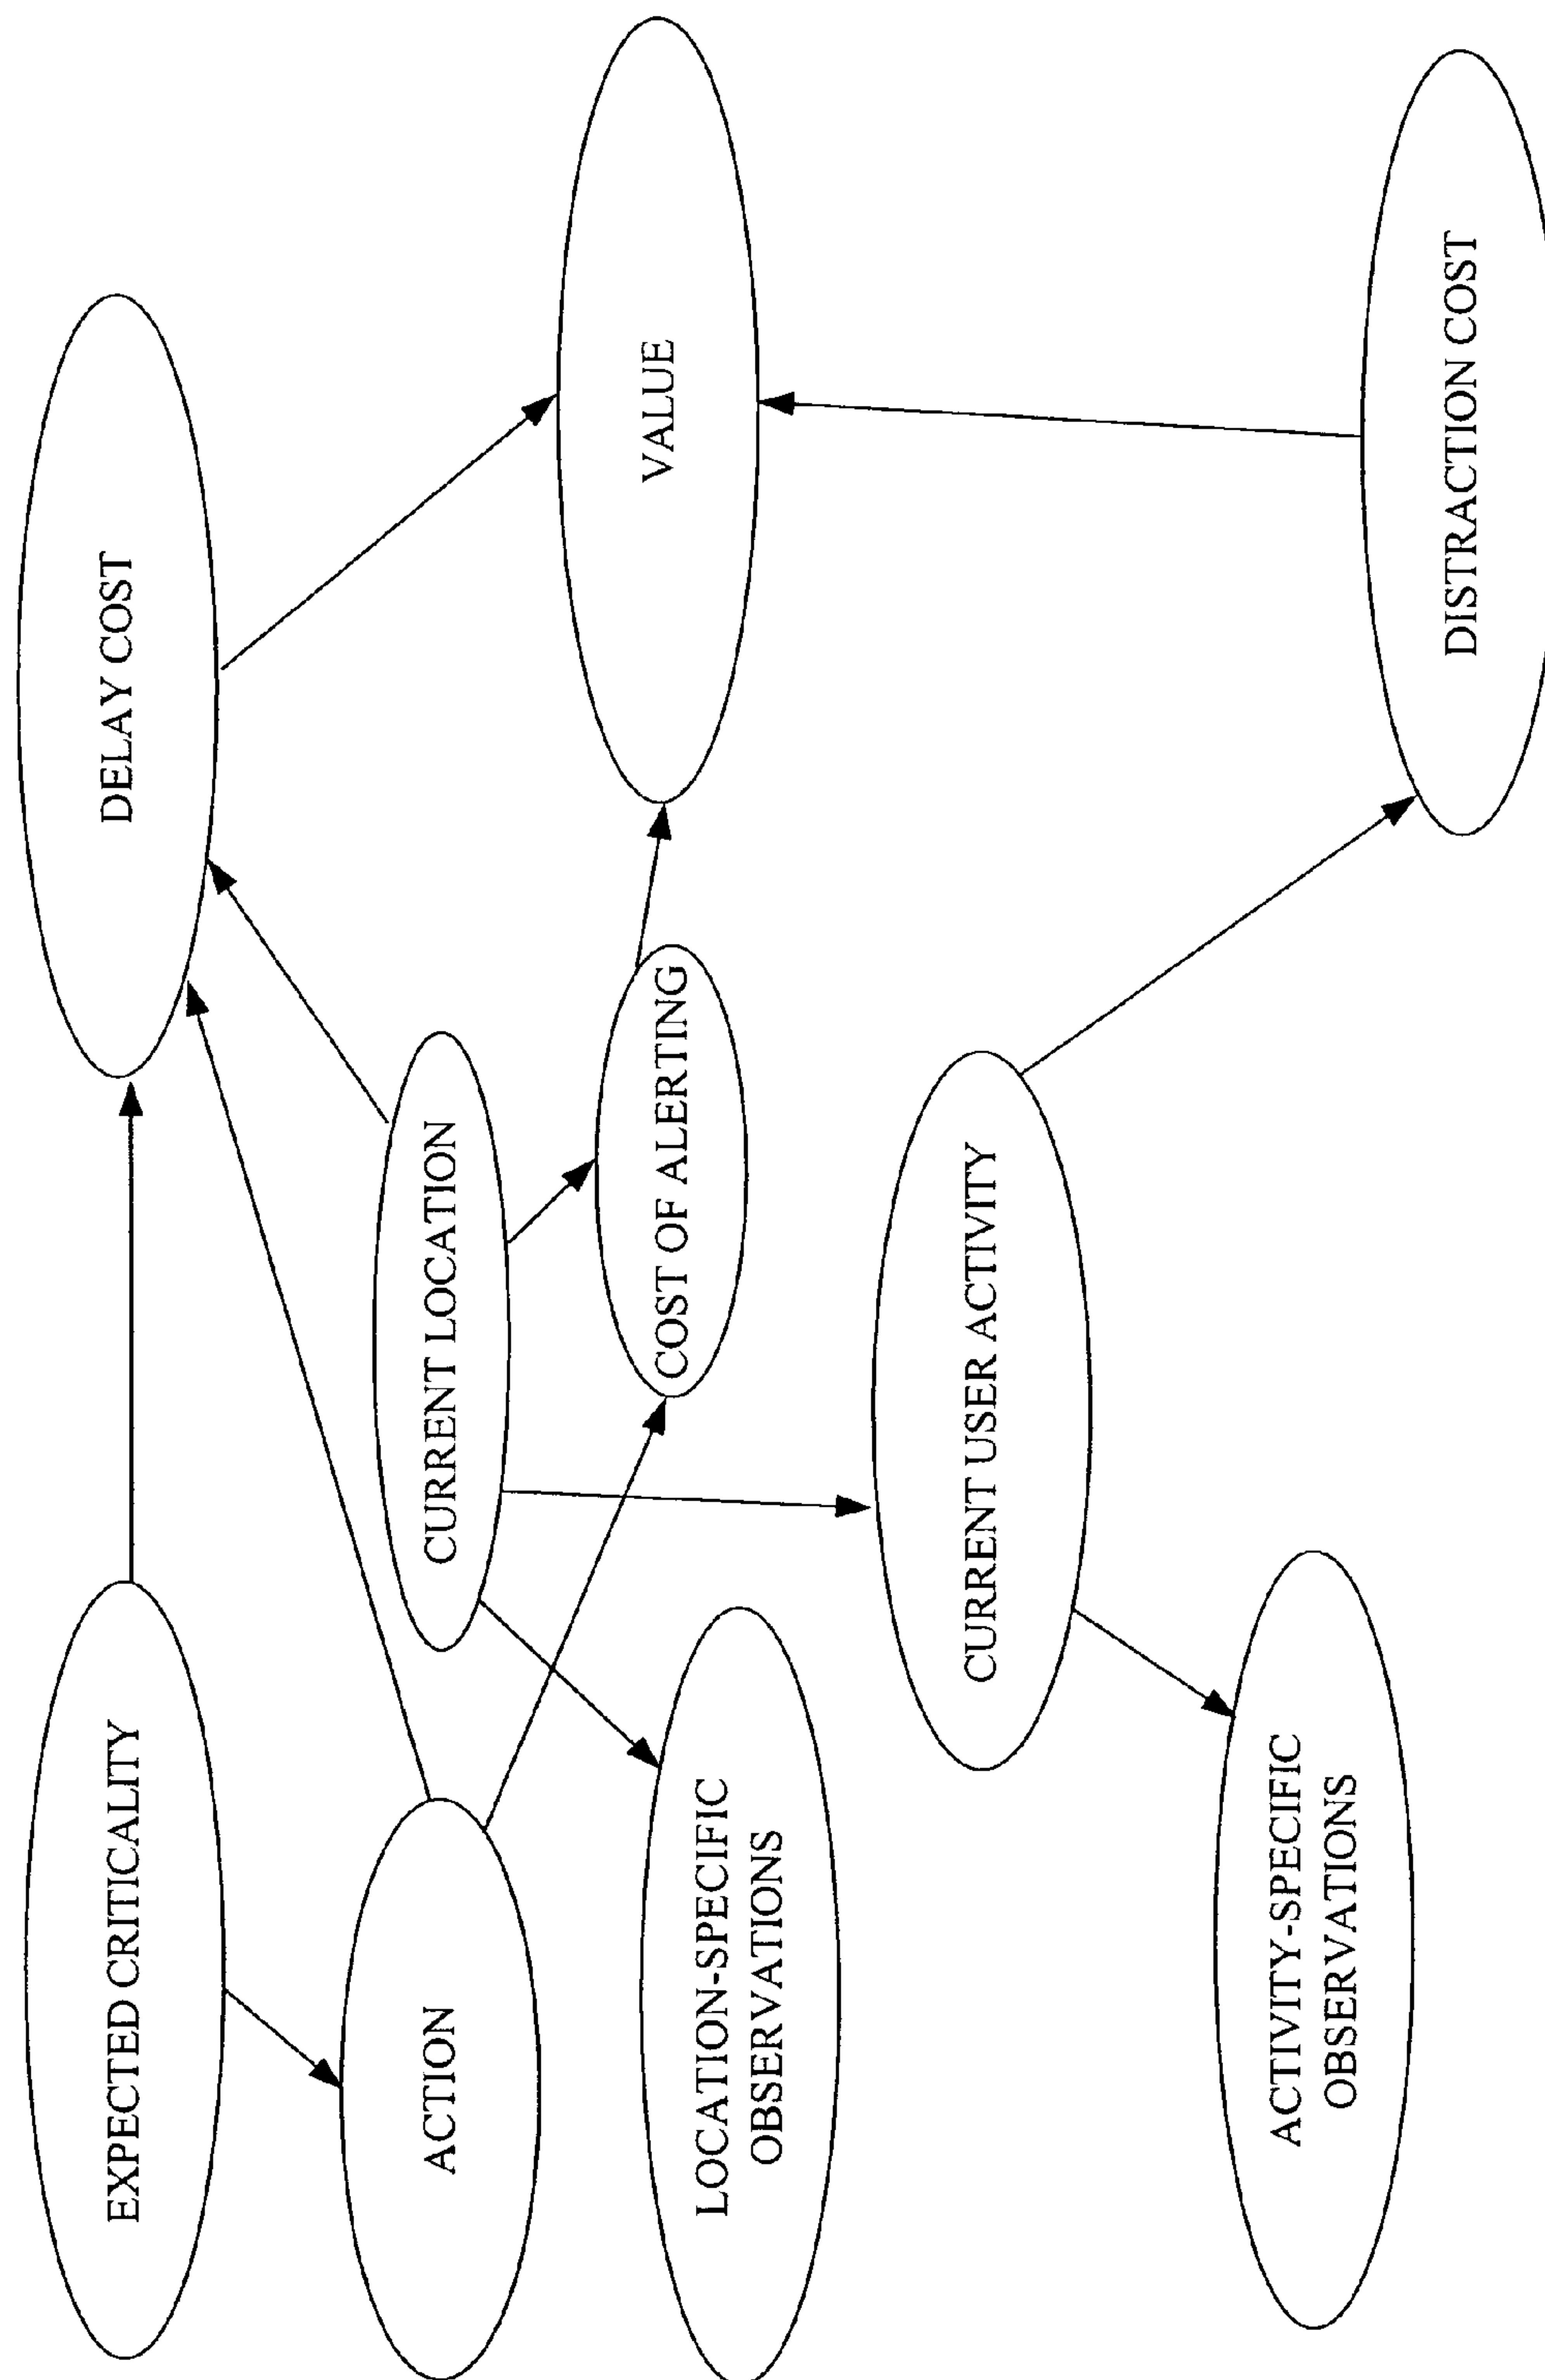 EXPECTED CRITICALITY
DELAY COST
ACTION
CURRENT LOCATION
VALUE
COST OF ALERTING
LOCATION-SPECIFIC
OBSERVATIONS
CURRENT USER ACTIVITY
ACTIVITY-SPECIFIC
OBSERVATIONS
DISTRACTION COST